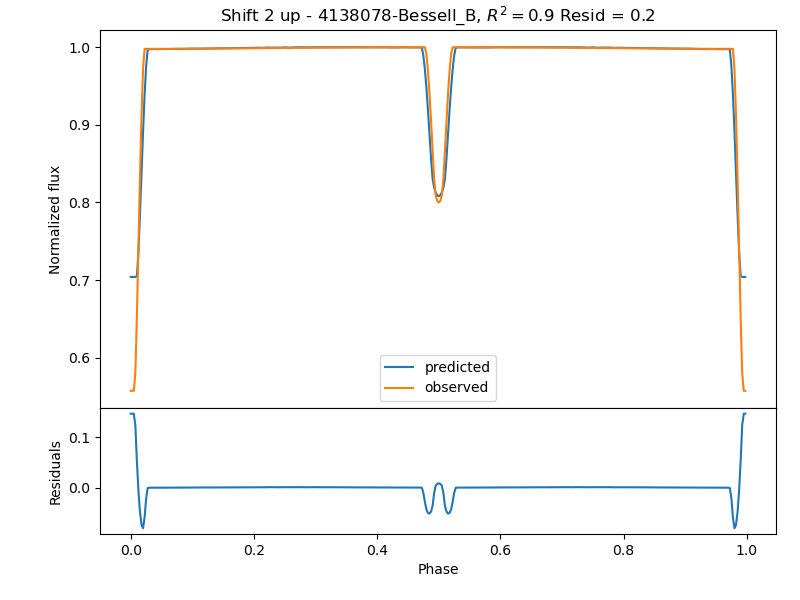 Shift 2 up - 4138078-Bessell_B, R² = 0.9 Resid = 0.2
1.0
0.9
0.8
0.7
0.6
Normalized flux
predicted
observed
0.1
0.0
Residuals
0.0 0.2 0.4 0.6 0.8 1.0
Phase